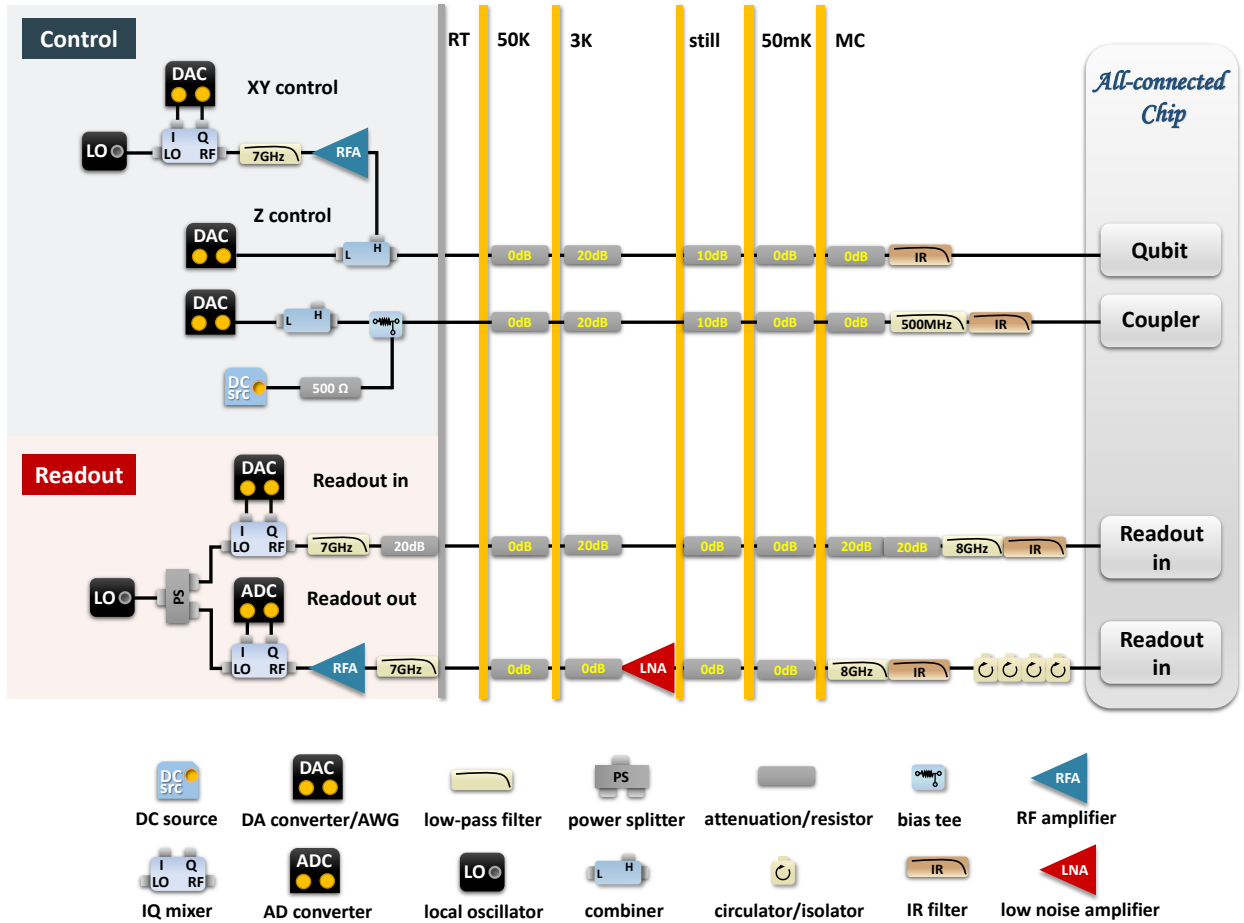 Control
RT
50K
3K
still
50mK
MC
DAC
XY control
All-connected
Chip
I Q
LO
LO RF
7GHz
RFA
Z control
DAC
L H
0dB
20dB
10dB
0dB
0dB
IR
Qubit
DAC
L H
0dB
20dB
10dB
0dB
0dB
500MHz
IR
Coupler
DC
src
500 Ω
Readout
DAC
Readout in
I Q
LO RF
7GHz
20dB
0dB
20dB
0dB
0dB
20dB
20dB
8GHz
IR
Readout
in
LO
PS
ADC
Readout out
I Q
LO RF
RFA
7GHz
0dB
0dB
LNA
0dB
0dB
8GHz
IR
Readout
in
DC
src
DAC
PS
RFA
DC source
DA converter/AWG
low-pass filter
power splitter
attenuation/resistor
bias tee
RF amplifier
I Q
LO RF
ADC
LO
L H
IR
LNA
IQ mixer
AD converter
local oscillator
combiner
circulator/isolator
IR filter
low noise amplifier